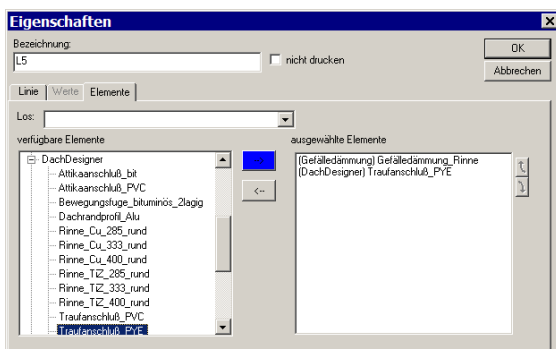 Eigenschaften
Bezeichnung:
L5
nicht drucken
OK
Abbrechen
Linie
Werte
Elemente
Los:
verfügbare Elemente
ausgewählte Elemente
DachDesigner
Attikaanschluß_bit
Attikaanschluß_PVC
Bewegungsfuge_bituminös_2lagig
Dachrandprofil_Alu
Rinne_Cu_285_rund
Rinne_Cu_333_rund
Rinne_Cu_400_rund
Rinne_TiZ_285_rund
Rinne_TiZ_333_rund
Rinne_TiZ_400_rund
Traufanschluß_PVC
Traufanschluß_PYE
-->
<--
(Gefälledämmung) Gefälledämmung_Rinne
(DachDesigner) Traufanschluß_PYE